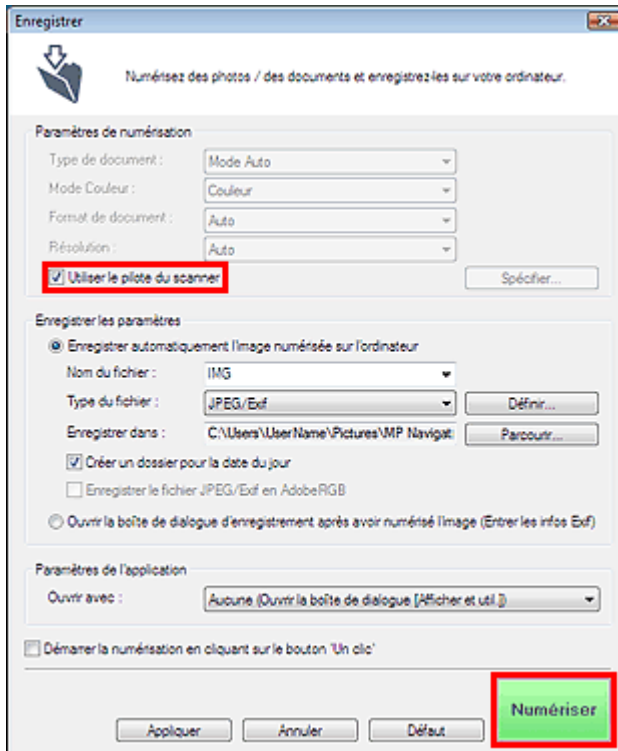 Enregistrer
Numérisez des photos / des documents et enregistrez-les sur votre ordinateur.
Paramètres de numérisation
Type de document : Mode Auto
Mode Couleur : Couleur
Format de document : Auto
Résolution : Auto
Utiliser le pilote du scanner Spécifier...
Enregistrer les paramètres
Enregistrer automatiquement l'image numérisée sur l'ordinateur
Nom du fichier : IMG
Type du fichier : JPEG/Exif Définir...
Enregistrer dans : C:\Users\UserName\Pictures\MP Navigat Parcourir...
Créer un dossier pour la date du jour
Enregistrer le fichier JPEG/Exif en AdobeRGB
Ouvrir la boîte de dialogue d'enregistrement après avoir numérisé l'image (Entrer les infos Exif)
Paramètres de l'application
Ouvrir avec : Aucune (Ouvrir la boîte de dialogue [Afficher et util.])
Démarrer la numérisation en cliquant sur le bouton 'Un clic'
Numériser
Appliquer Annuler Défaut